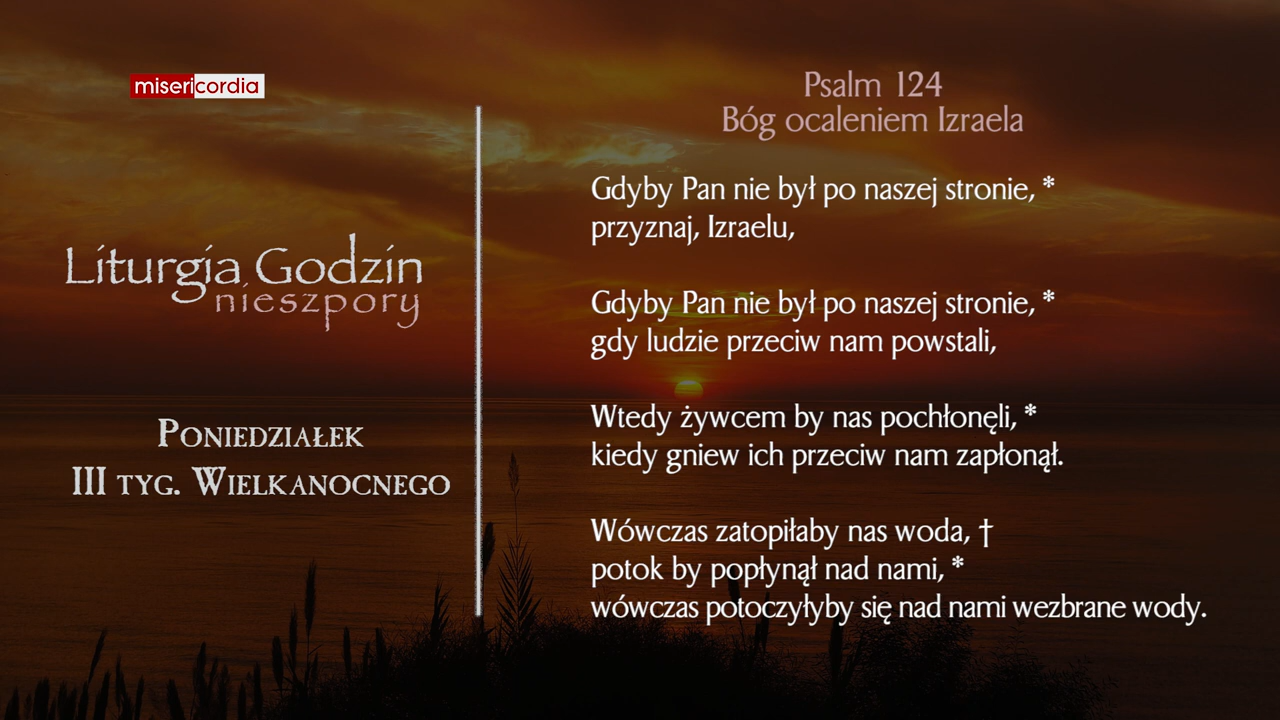 misericordia
Liturgia Godzin
nieszpory
Poniedziałek
III tyg. Wielkanocnego
Psalm 124
Bóg ocaleniem Izraela
Gdyby Pan nie był po naszej stronie, *
przyznaj, Izraelu,
Gdyby Pan nie był po naszej stronie, *
gdy ludzie przeciw nam powstali,
Wtedy żywcem by nas pochłonęli, *
kiedy gniew ich przeciw nam zapłonął.
Wówczas zatopiłaby nas woda, †
potok by popłynął nad nami, *
wówczas potoczyłyby się nad nami wezbrane wody.